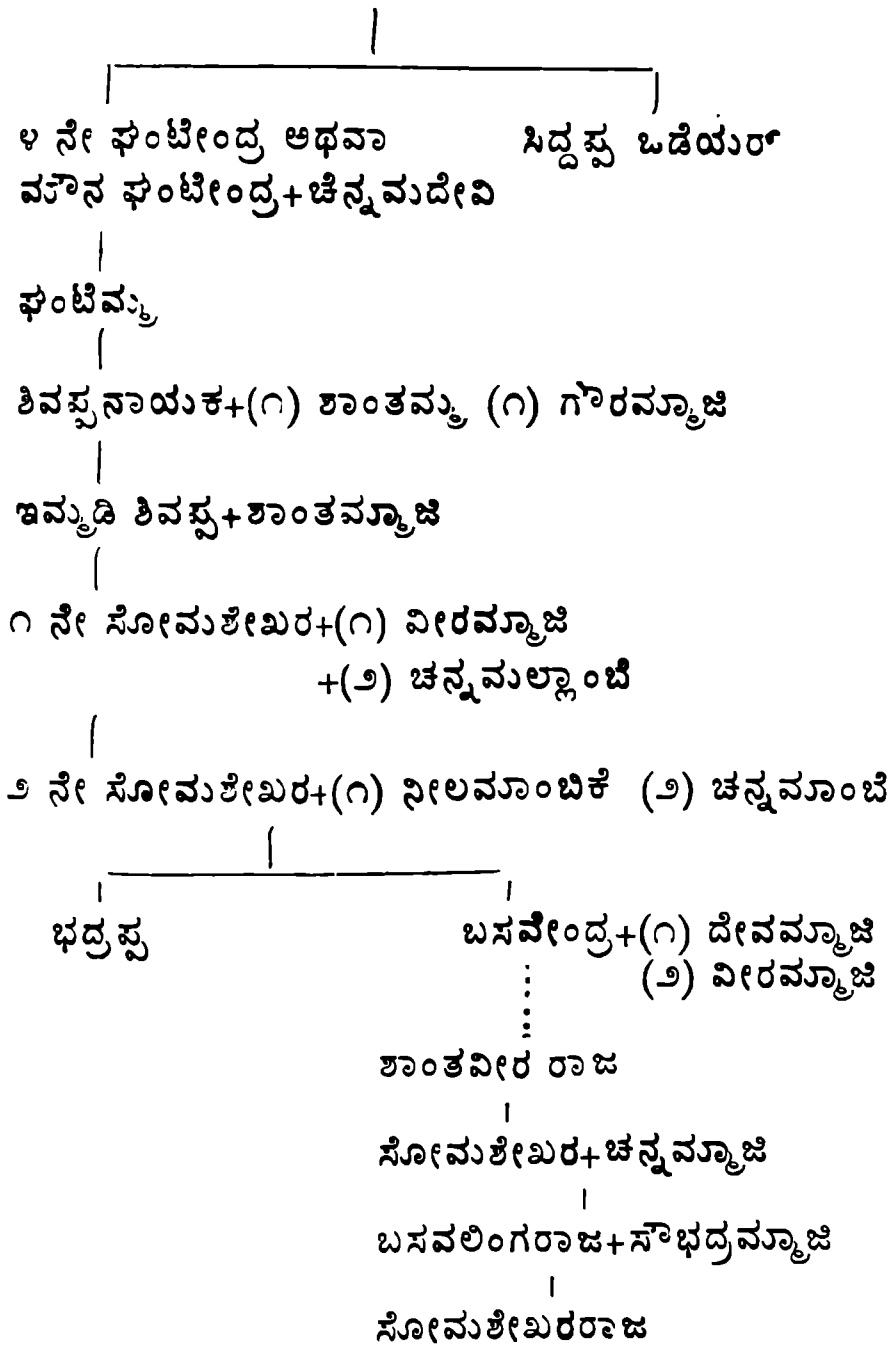 ೪ ನೇ ಘಂಟೇಂದ್ರ ಅಥವಾ ಸಿದ್ದಪ್ಪ ಒಡೆಯರ್
ಮೌನ ಘಂಟೇಂದ್ರ+ಚೆನ್ನಮದೇವಿ
ಘಂಟೆಮ್ಮ
ಶಿವಪ್ಪನಾಯಕ+(೧) ಶಾಂತಮ್ಮ (೧) ಗೌರಮ್ಮಾಜಿ
ಇಮ್ಮಡಿ ಶಿವಪ್ಪ+ಶಾಂತಮ್ಮಾಜಿ
೧ ನೇ ಸೋಮಶೇಖರ+(೧) ವೀರಮ್ಮಾಜಿ
+(೨) ಚನ್ನಮಲ್ಲಾಂಬೆ
೨ ನೇ ಸೋಮಶೇಖರ+(೧) ನೀಲಮಾಂಬಿಕೆ (೨) ಚನ್ನಮಾಂಬೆ
ಭದ್ರಪ್ಪ ಬಸವೇಂದ್ರ+(೧) ದೇವಮ್ಮಾಜಿ
(೨) ವೀರಮ್ಮಾಜಿ
ಶಾಂತವೀರ ರಾಜ
ಸೋಮಶೇಖರ+ಚನ್ನಮ್ಮಾಜಿ
ಬಸವಲಿಂಗರಾಜ+ಸೌಭದ್ರಮ್ಮಾಜಿ
ಸೋಮಶೇಖರರಾಜ